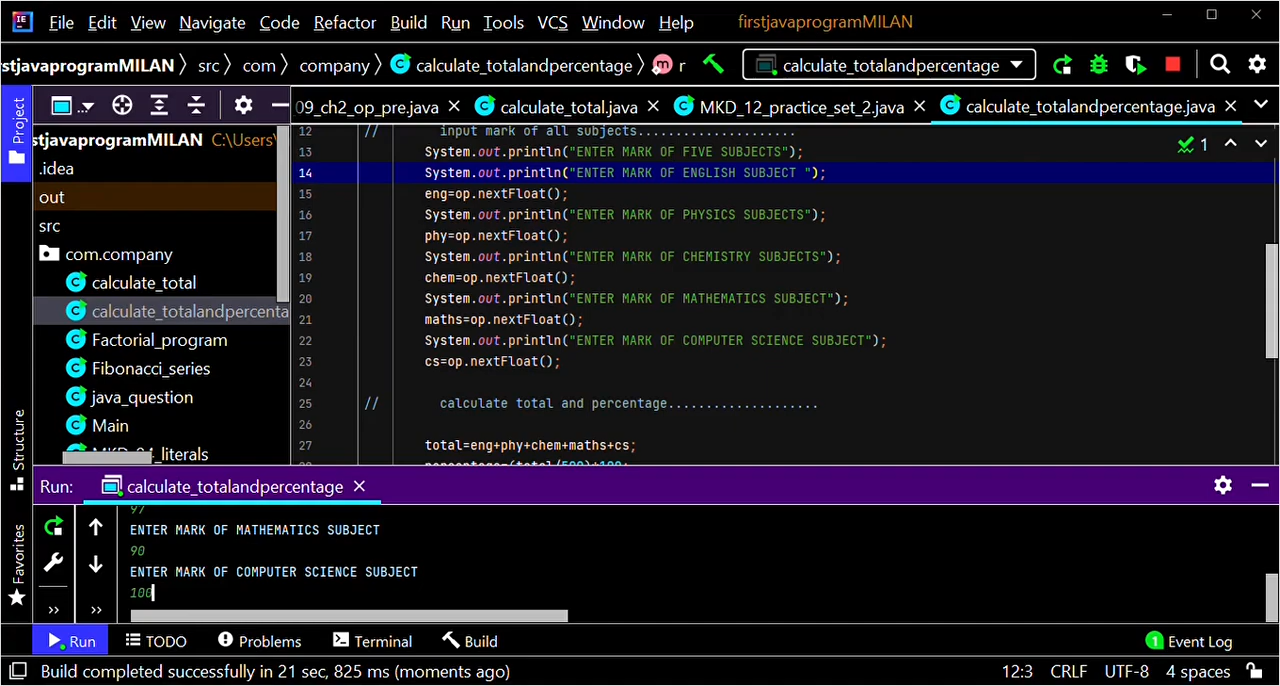 File Edit View Navigate Code Refactor Build Run Tools VCS Window Help firstjavaprogramMILAN
stjavaprogramMILAN src com company calculate_totalandpercentage m r calculate_totalandpercentage
Project
09_ch2_op_pre.java calculate_total.java MKD_12_practice_set_2.java calculate_totalandpercentage.java
stjavaprogramMILAN C:\Users\
.idea
out
src
com.company
calculate_total
calculate_totalandpercenta
Factorial_program
Fibonacci_series
java_question
Main
literals
12 // input mark of all subjects.....................
13 System.out.println("ENTER MARK OF FIVE SUBJECTS");
14 System.out.println("ENTER MARK OF ENGLISH SUBJECT ");
15 eng=op.nextFloat();
16 System.out.println("ENTER MARK OF PHYSICS SUBJECTS");
17 phy=op.nextFloat();
18 System.out.println("ENTER MARK OF CHEMISTRY SUBJECTS");
19 chem=op.nextFloat();
20 System.out.println("ENTER MARK OF MATHEMATICS SUBJECT");
21 maths=op.nextFloat();
22 System.out.println("ENTER MARK OF COMPUTER SCIENCE SUBJECT");
23 cs=op.nextFloat();
24
25 // calculate total and percentage....................
26
27 total=eng+phy+chem+maths+cs;
percentage=(total/500)*100;
1
Structure
Favorites
Run: calculate_totalandpercentage
97
ENTER MARK OF MATHEMATICS SUBJECT
90
ENTER MARK OF COMPUTER SCIENCE SUBJECT
100
Run TODO Problems Terminal Build 1 Event Log
Build completed successfully in 21 sec, 825 ms (moments ago) 12:3 CRLF UTF-8 4 spaces